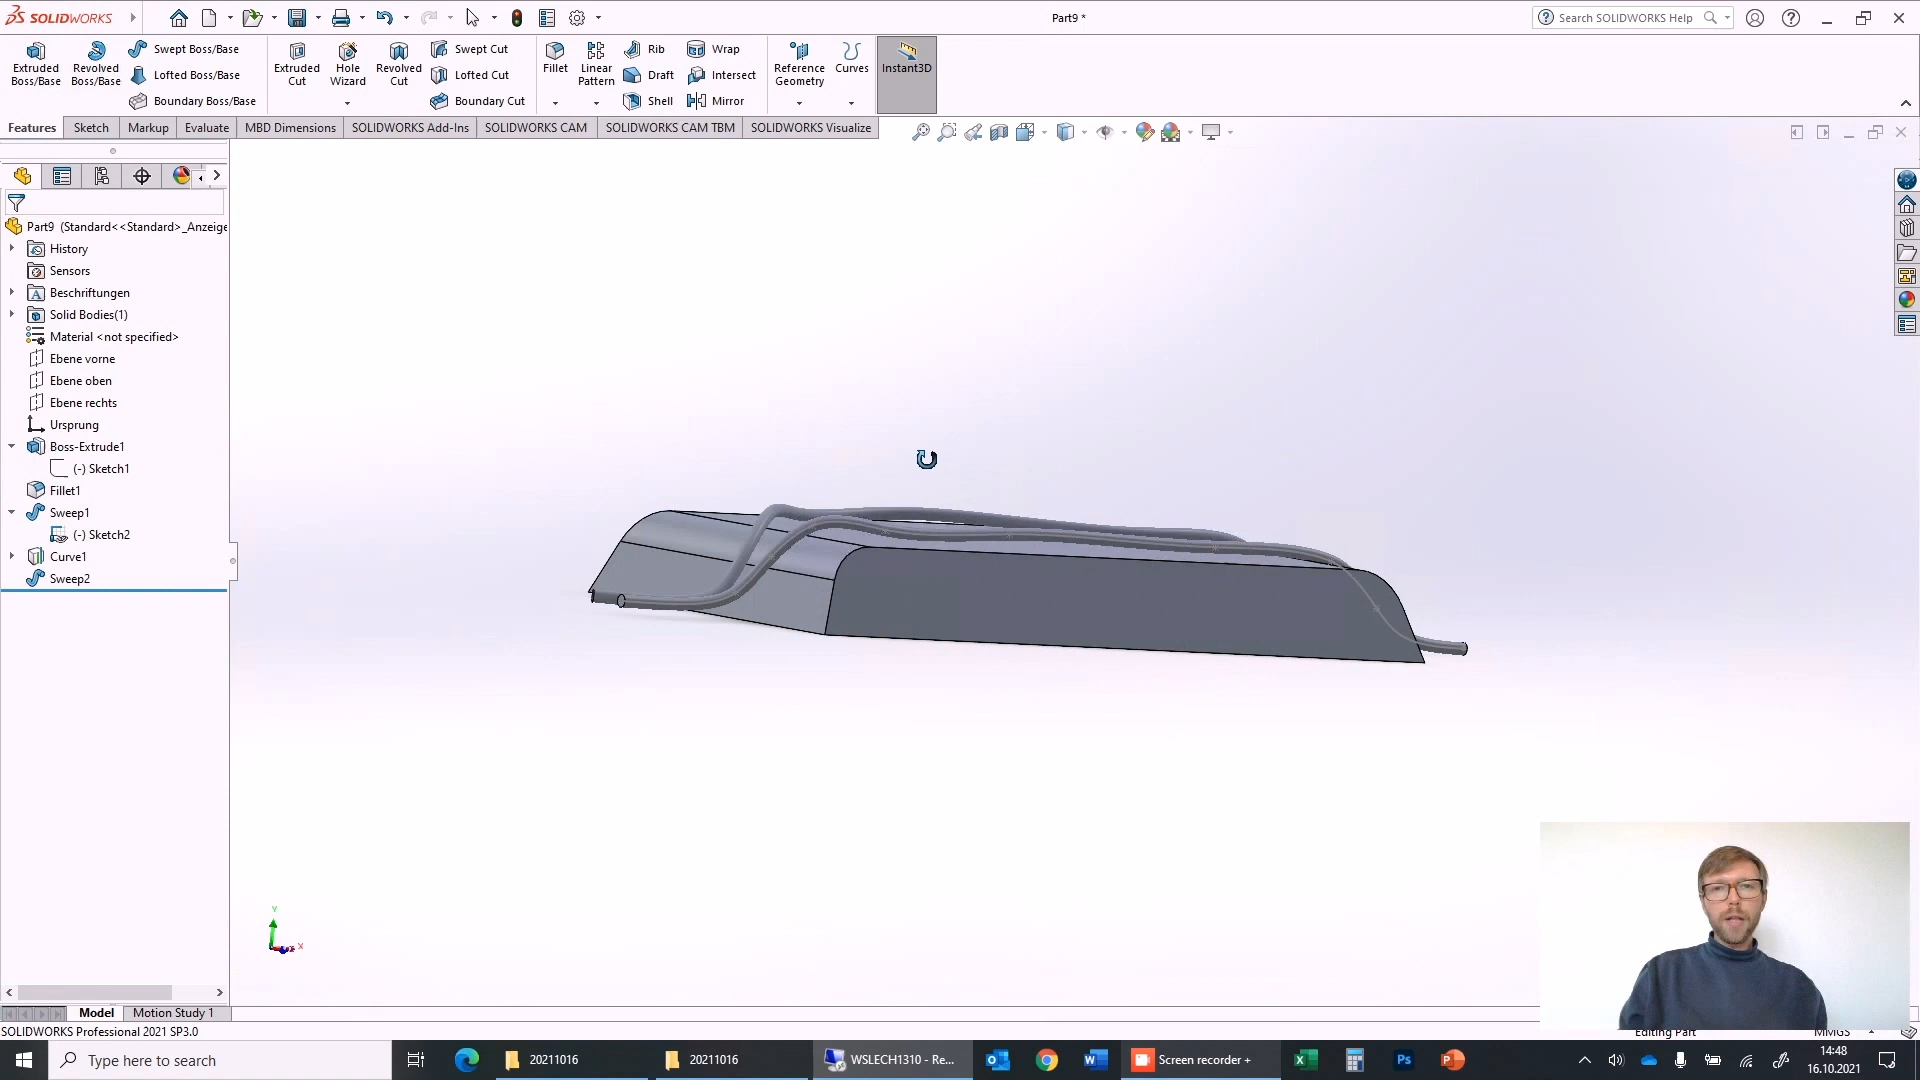 SOLIDWORKS
Part9 *
Search SOLIDWORKS Help
Extruded Boss/Base
Revolved Boss/Base
Swept Boss/Base
Lofted Boss/Base
Boundary Boss/Base
Extruded Cut
Hole Wizard
Revolved Cut
Swept Cut
Lofted Cut
Boundary Cut
Fillet
Linear Pattern
Rib
Draft
Shell
Wrap
Intersect
Mirror
Reference Geometry
Curves
Instant3D
Features
Sketch
Markup
Evaluate
MBD Dimensions
SOLIDWORKS Add-Ins
SOLIDWORKS CAM
SOLIDWORKS CAM TBM
SOLIDWORKS Visualize
Part9 (Standard<<Standard>_Anzeige
History
Sensors
Beschriftungen
Solid Bodies(1)
Material <not specified>
Ebene vorne
Ebene oben
Ebene rechts
Ursprung
Boss-Extrude1
(-) Sketch1
Fillet1
Sweep1
(-) Sketch2
Curve1
Sweep2
Y
X
Model
Motion Study 1
SOLIDWORKS Professional 2021 SP3.0
Editing Part
MMGS
Type here to search
20211016
20211016
WSLECH1310 - Re...
Screen recorder +
14:48
16.10.2021